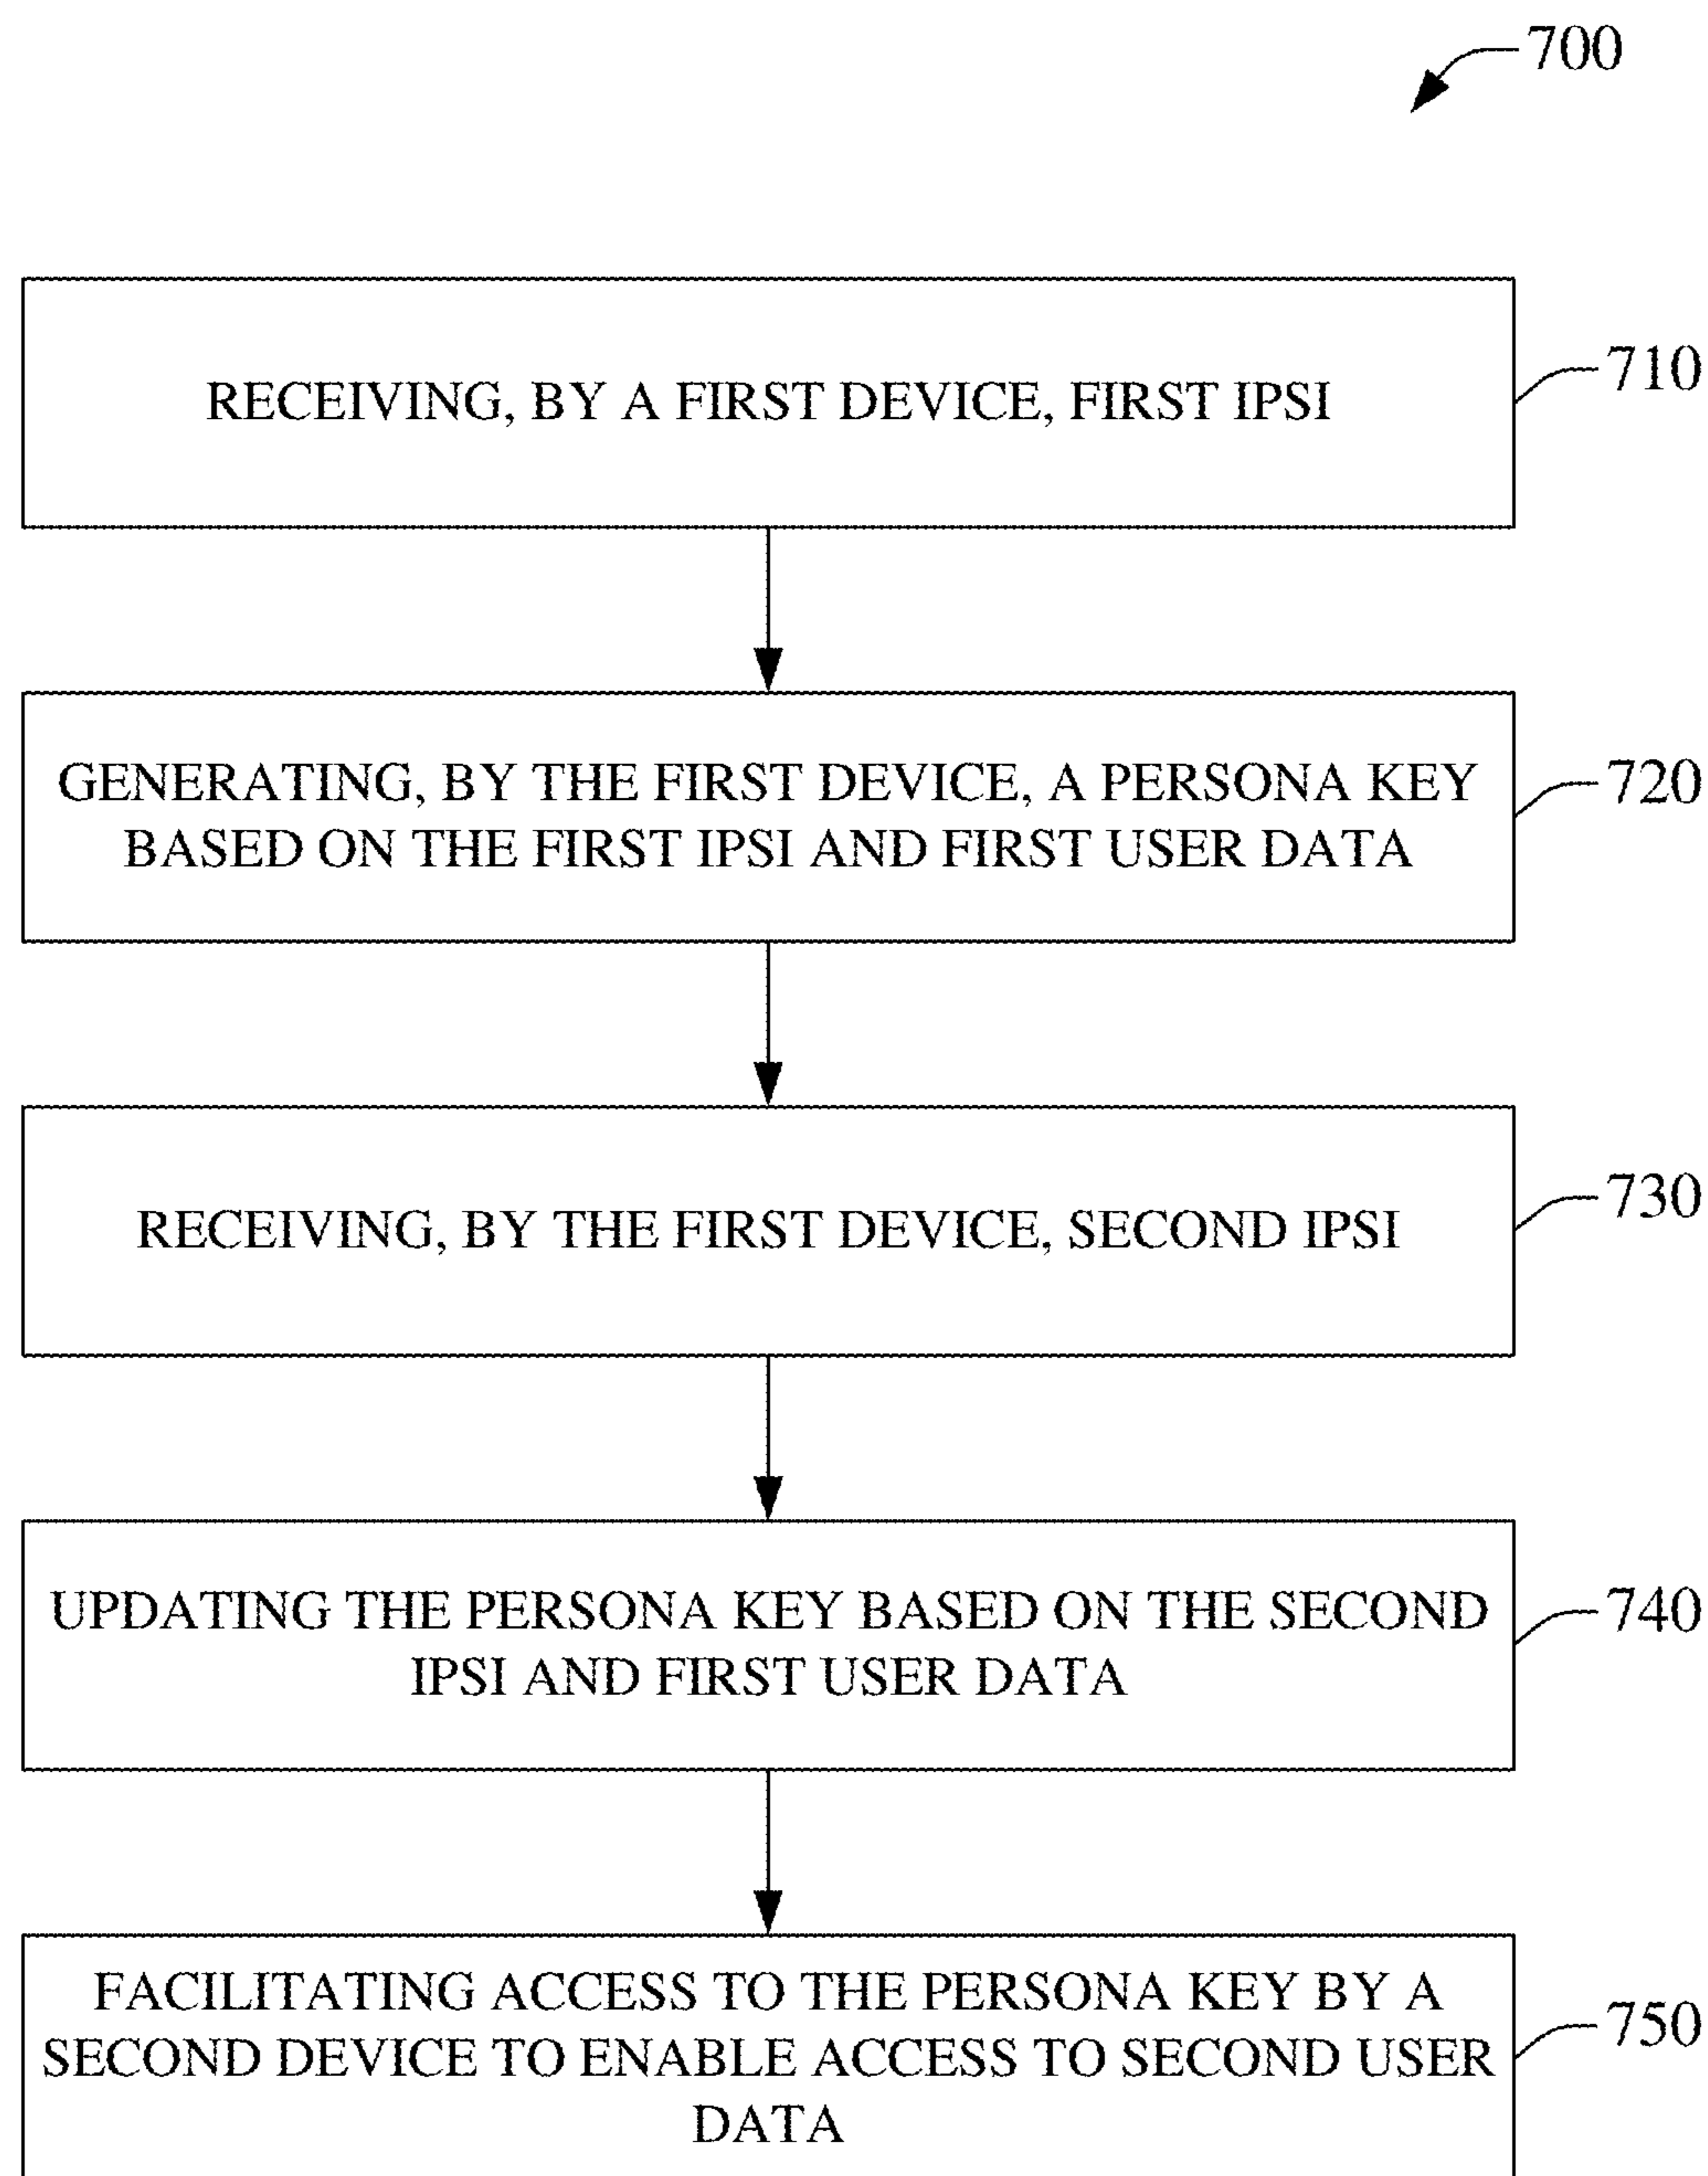 700
RECEIVING, BY A FIRST DEVICE, FIRST IPSI
710
GENERATING, BY THE FIRST DEVICE, A PERSONA KEY
BASED ON THE FIRST IPSI AND FIRST USER DATA
720
RECEIVING, BY THE FIRST DEVICE, SECOND IPSI
730
UPDATING THE PERSONA KEY BASED ON THE SECOND
IPSI AND FIRST USER DATA
740
FACILITATING ACCESS TO THE PERSONA KEY BY A
SECOND DEVICE TO ENABLE ACCESS TO SECOND USER
DATA
750